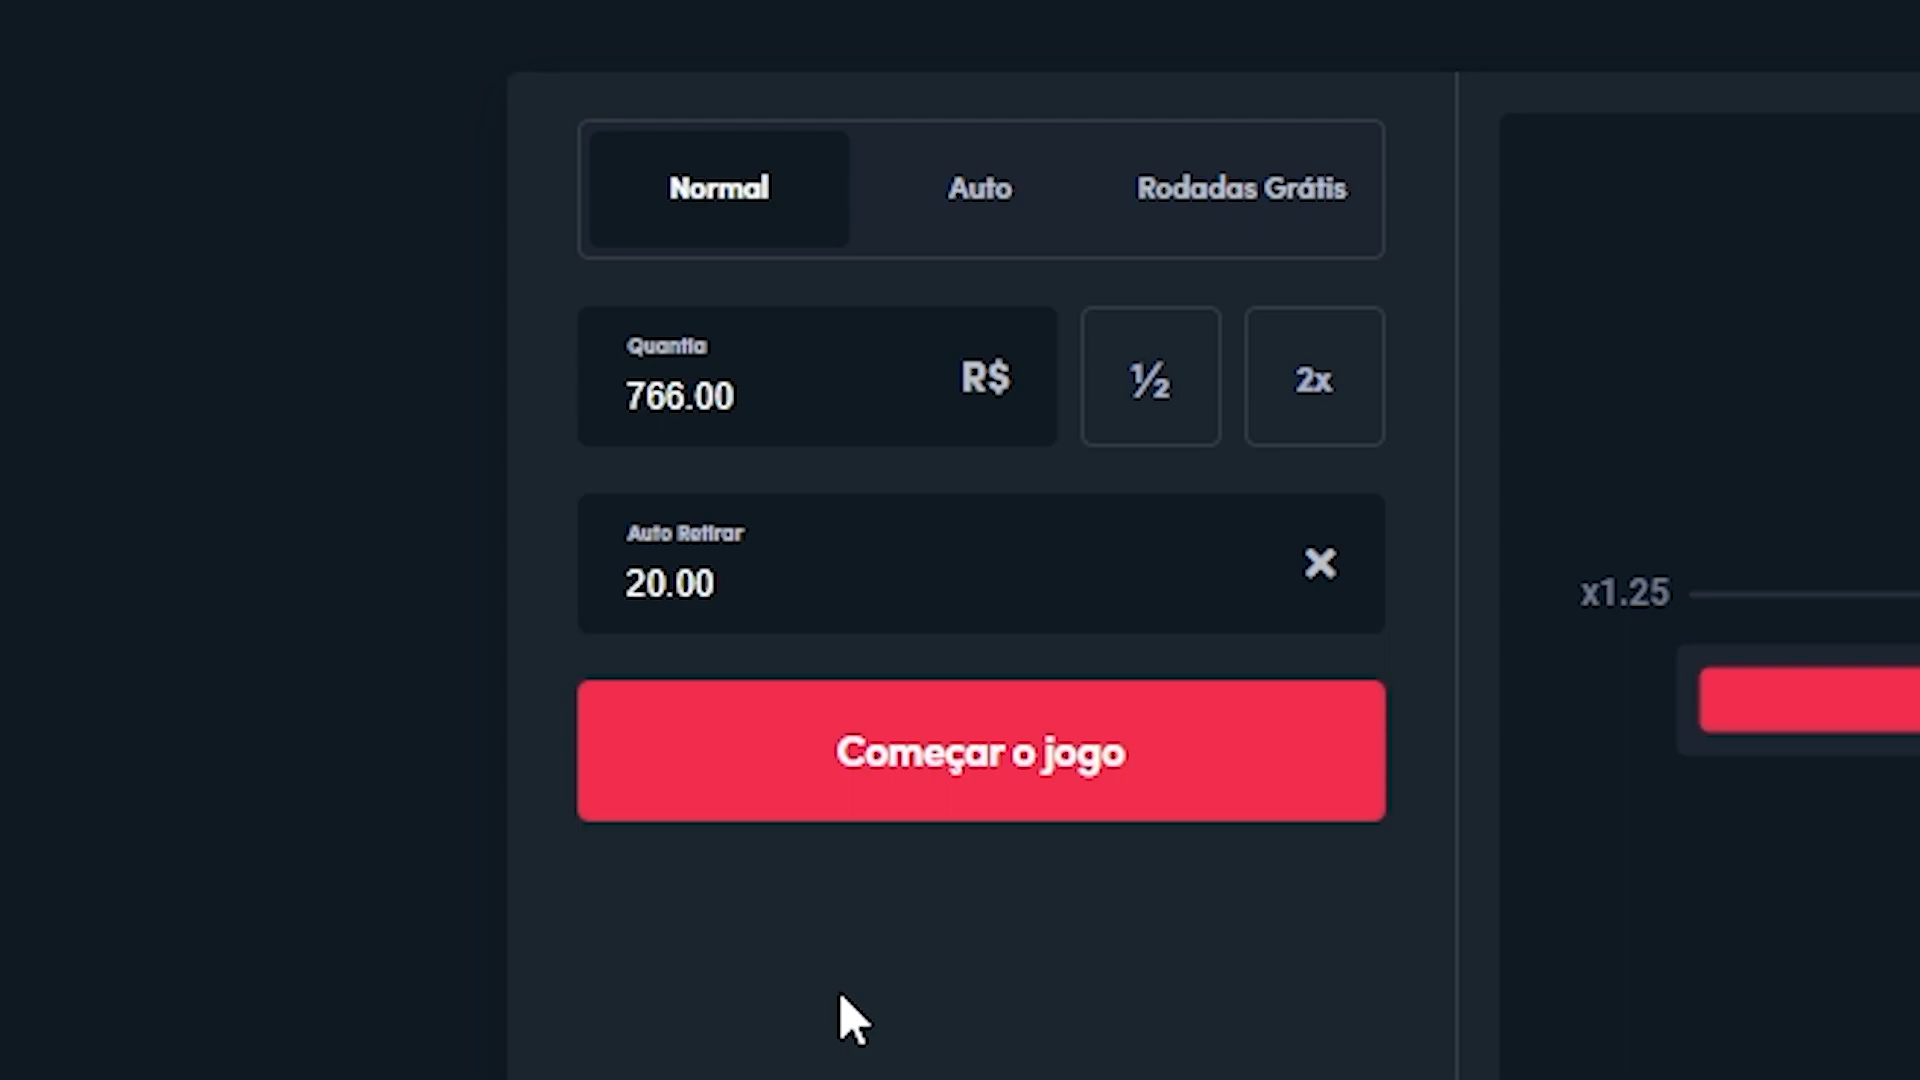 Normal
Auto
Rodadas Grátis
Quantia
766.00
R$
½
2x
Auto Retirar
20.00
x1.25
Começar o jogo